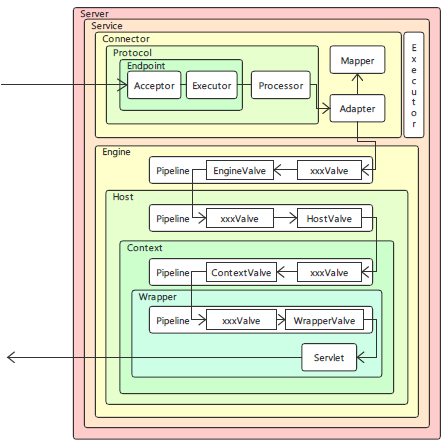 Server
Service
Connector
Protocol
Endpoint
Acceptor
Executor
Processor
Mapper
Adapter
Executor
Engine
Pipeline EngineValve xxxValve
Host
Pipeline xxxValve HostValve
Context
Pipeline ContextValve xxxValve
Wrapper
Pipeline xxxValve WrapperValve
Servlet